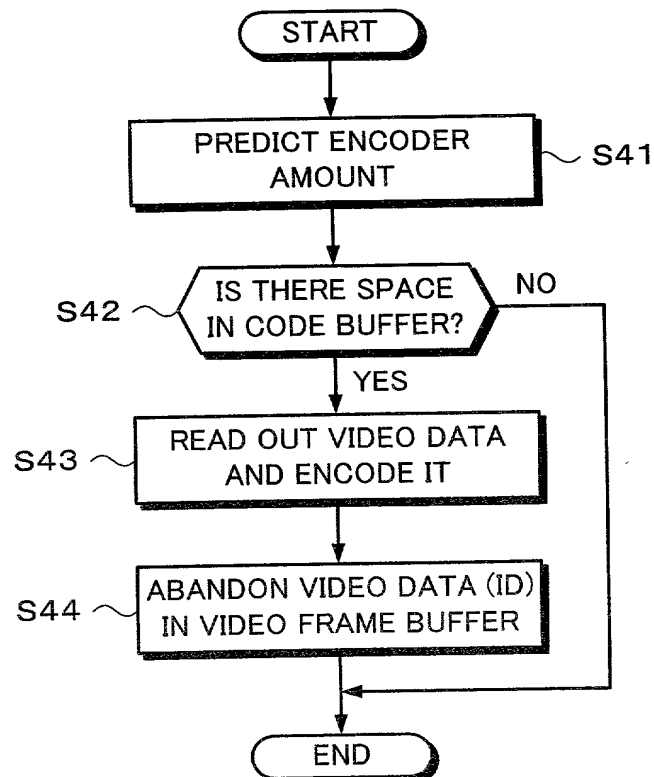 START
PREDICT ENCODER
AMOUNT
S41
IS THERE SPACE
IN CODE BUFFER?
S42
NO
YES
READ OUT VIDEO DATA
AND ENCODE IT
S43
ABANDON VIDEO DATA (ID)
IN VIDEO FRAME BUFFER
S44
END